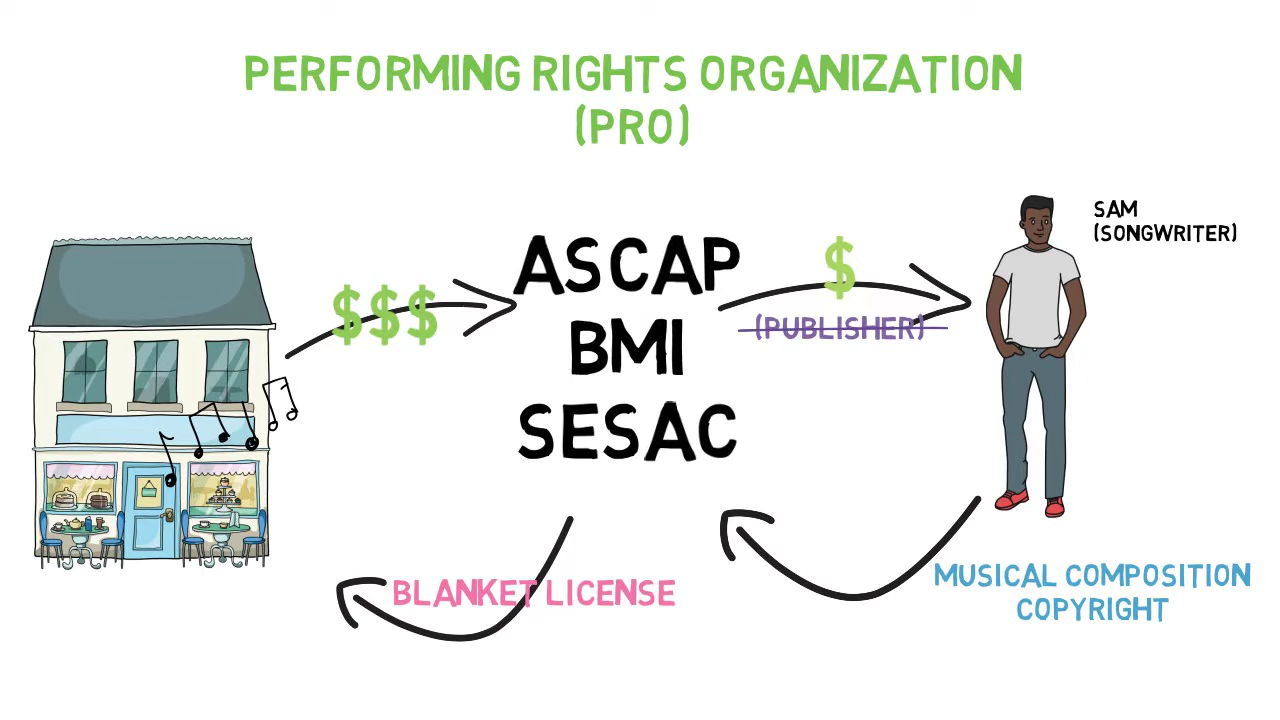 PERFORMING RIGHTS ORGANIZATION
(PRO)
SAM
(SONGWRITER)
$$$
ASCAP
BMI
SESAC
$
(PUBLISHER)
BLANKET LICENSE
MUSICAL COMPOSITION
COPYRIGHT